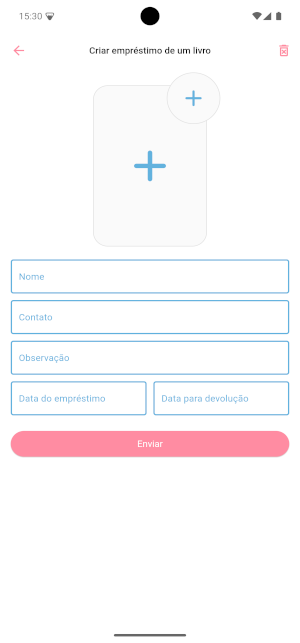 15:30
Criar empréstimo de um livro
Nome
Contato
Observação
Data do empréstimo
Data para devolução
Enviar